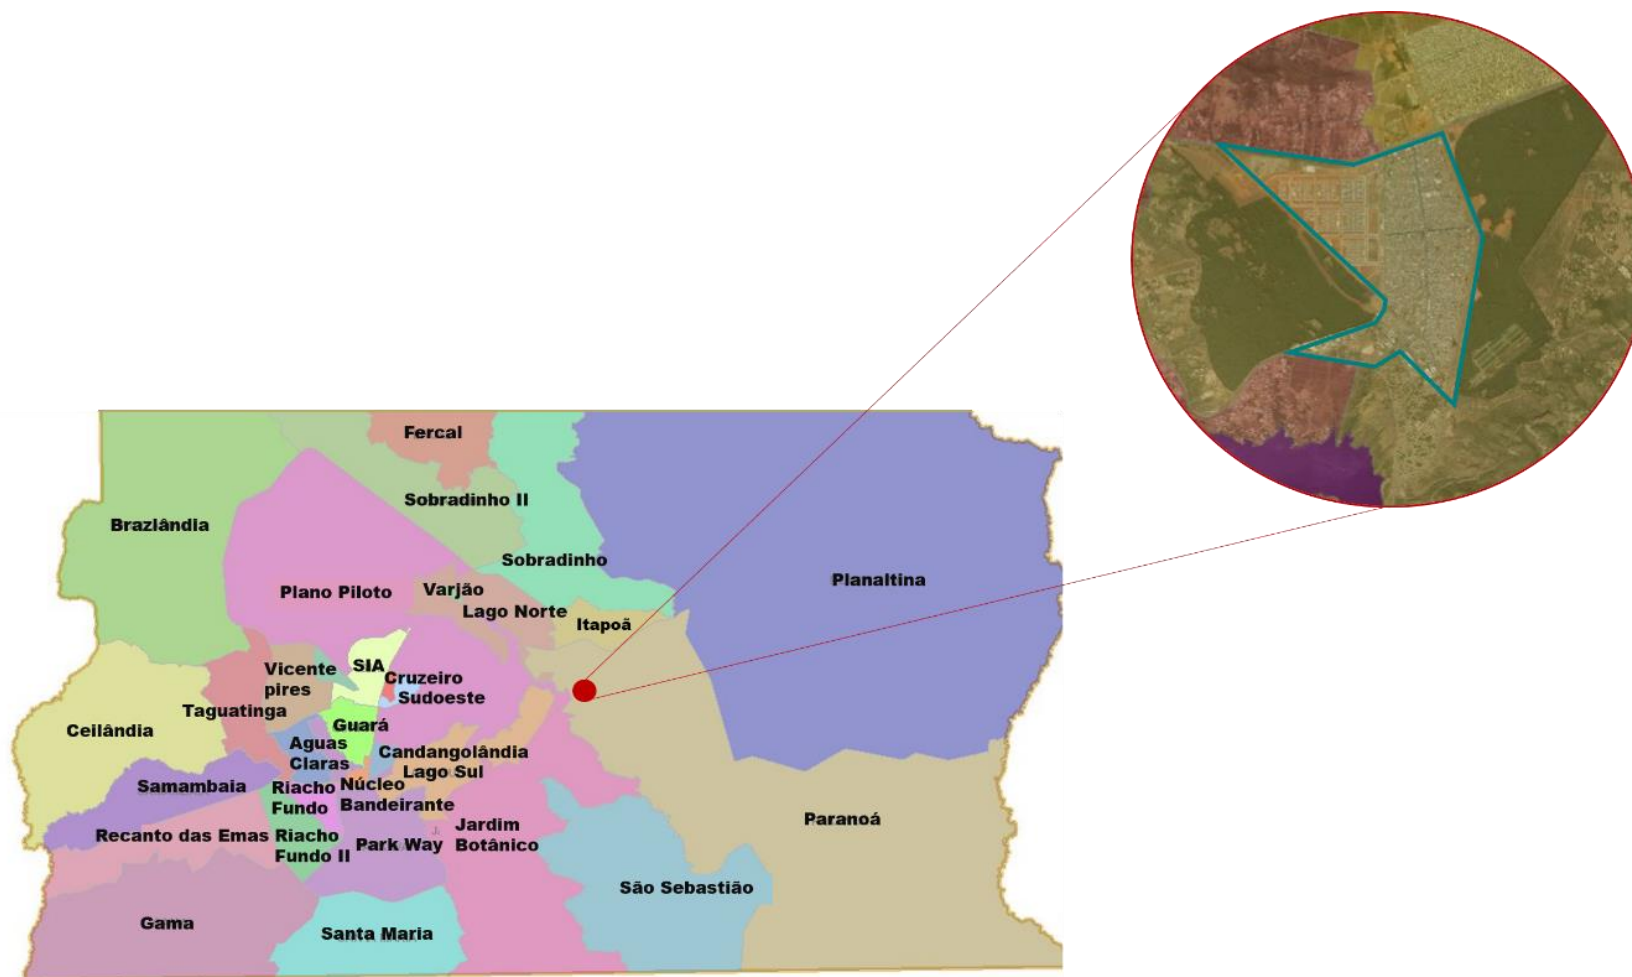 Fercal
Sobradinho II
Brazlândia
Sobradinho
Planaltina
Plano Piloto
Varjão
Lago Norte
Itapoã
Vicente
pires
SIA
Cruzeiro
Sudoeste
Taguatinga
Guará
Ceilândia
Aguas
Claras
Candangolândia
Lago Sul
Samambaia
Riacho
Fundo
Núcleo
Bandeirante
Paranoá
Recanto das Emas
Riacho
Fundo II
Park Way
J.
Jardim
Botânico
São Sebastião
Gama
Santa Maria